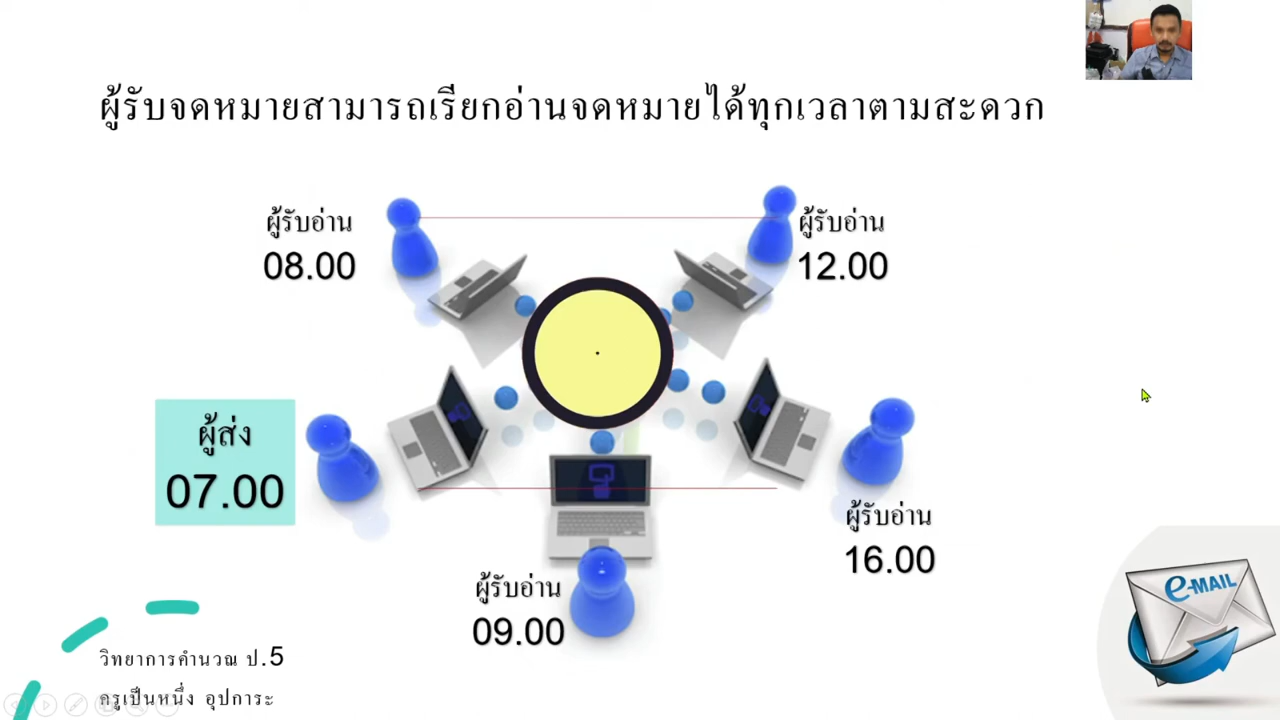 ผู้รับจดหมายสามารถเรียกอ่านจดหมายได้ทุกเวลาตามสะดวก
ผู้รับอ่าน
08.00
ผู้รับอ่าน
12.00
ผู้ส่ง
07.00
ผู้รับอ่าน
16.00
ผู้รับอ่าน
09.00
e-MAIL
วิทยาการคำนวณ ป.5
ครูเป็นหนึ่ง อุปการะ